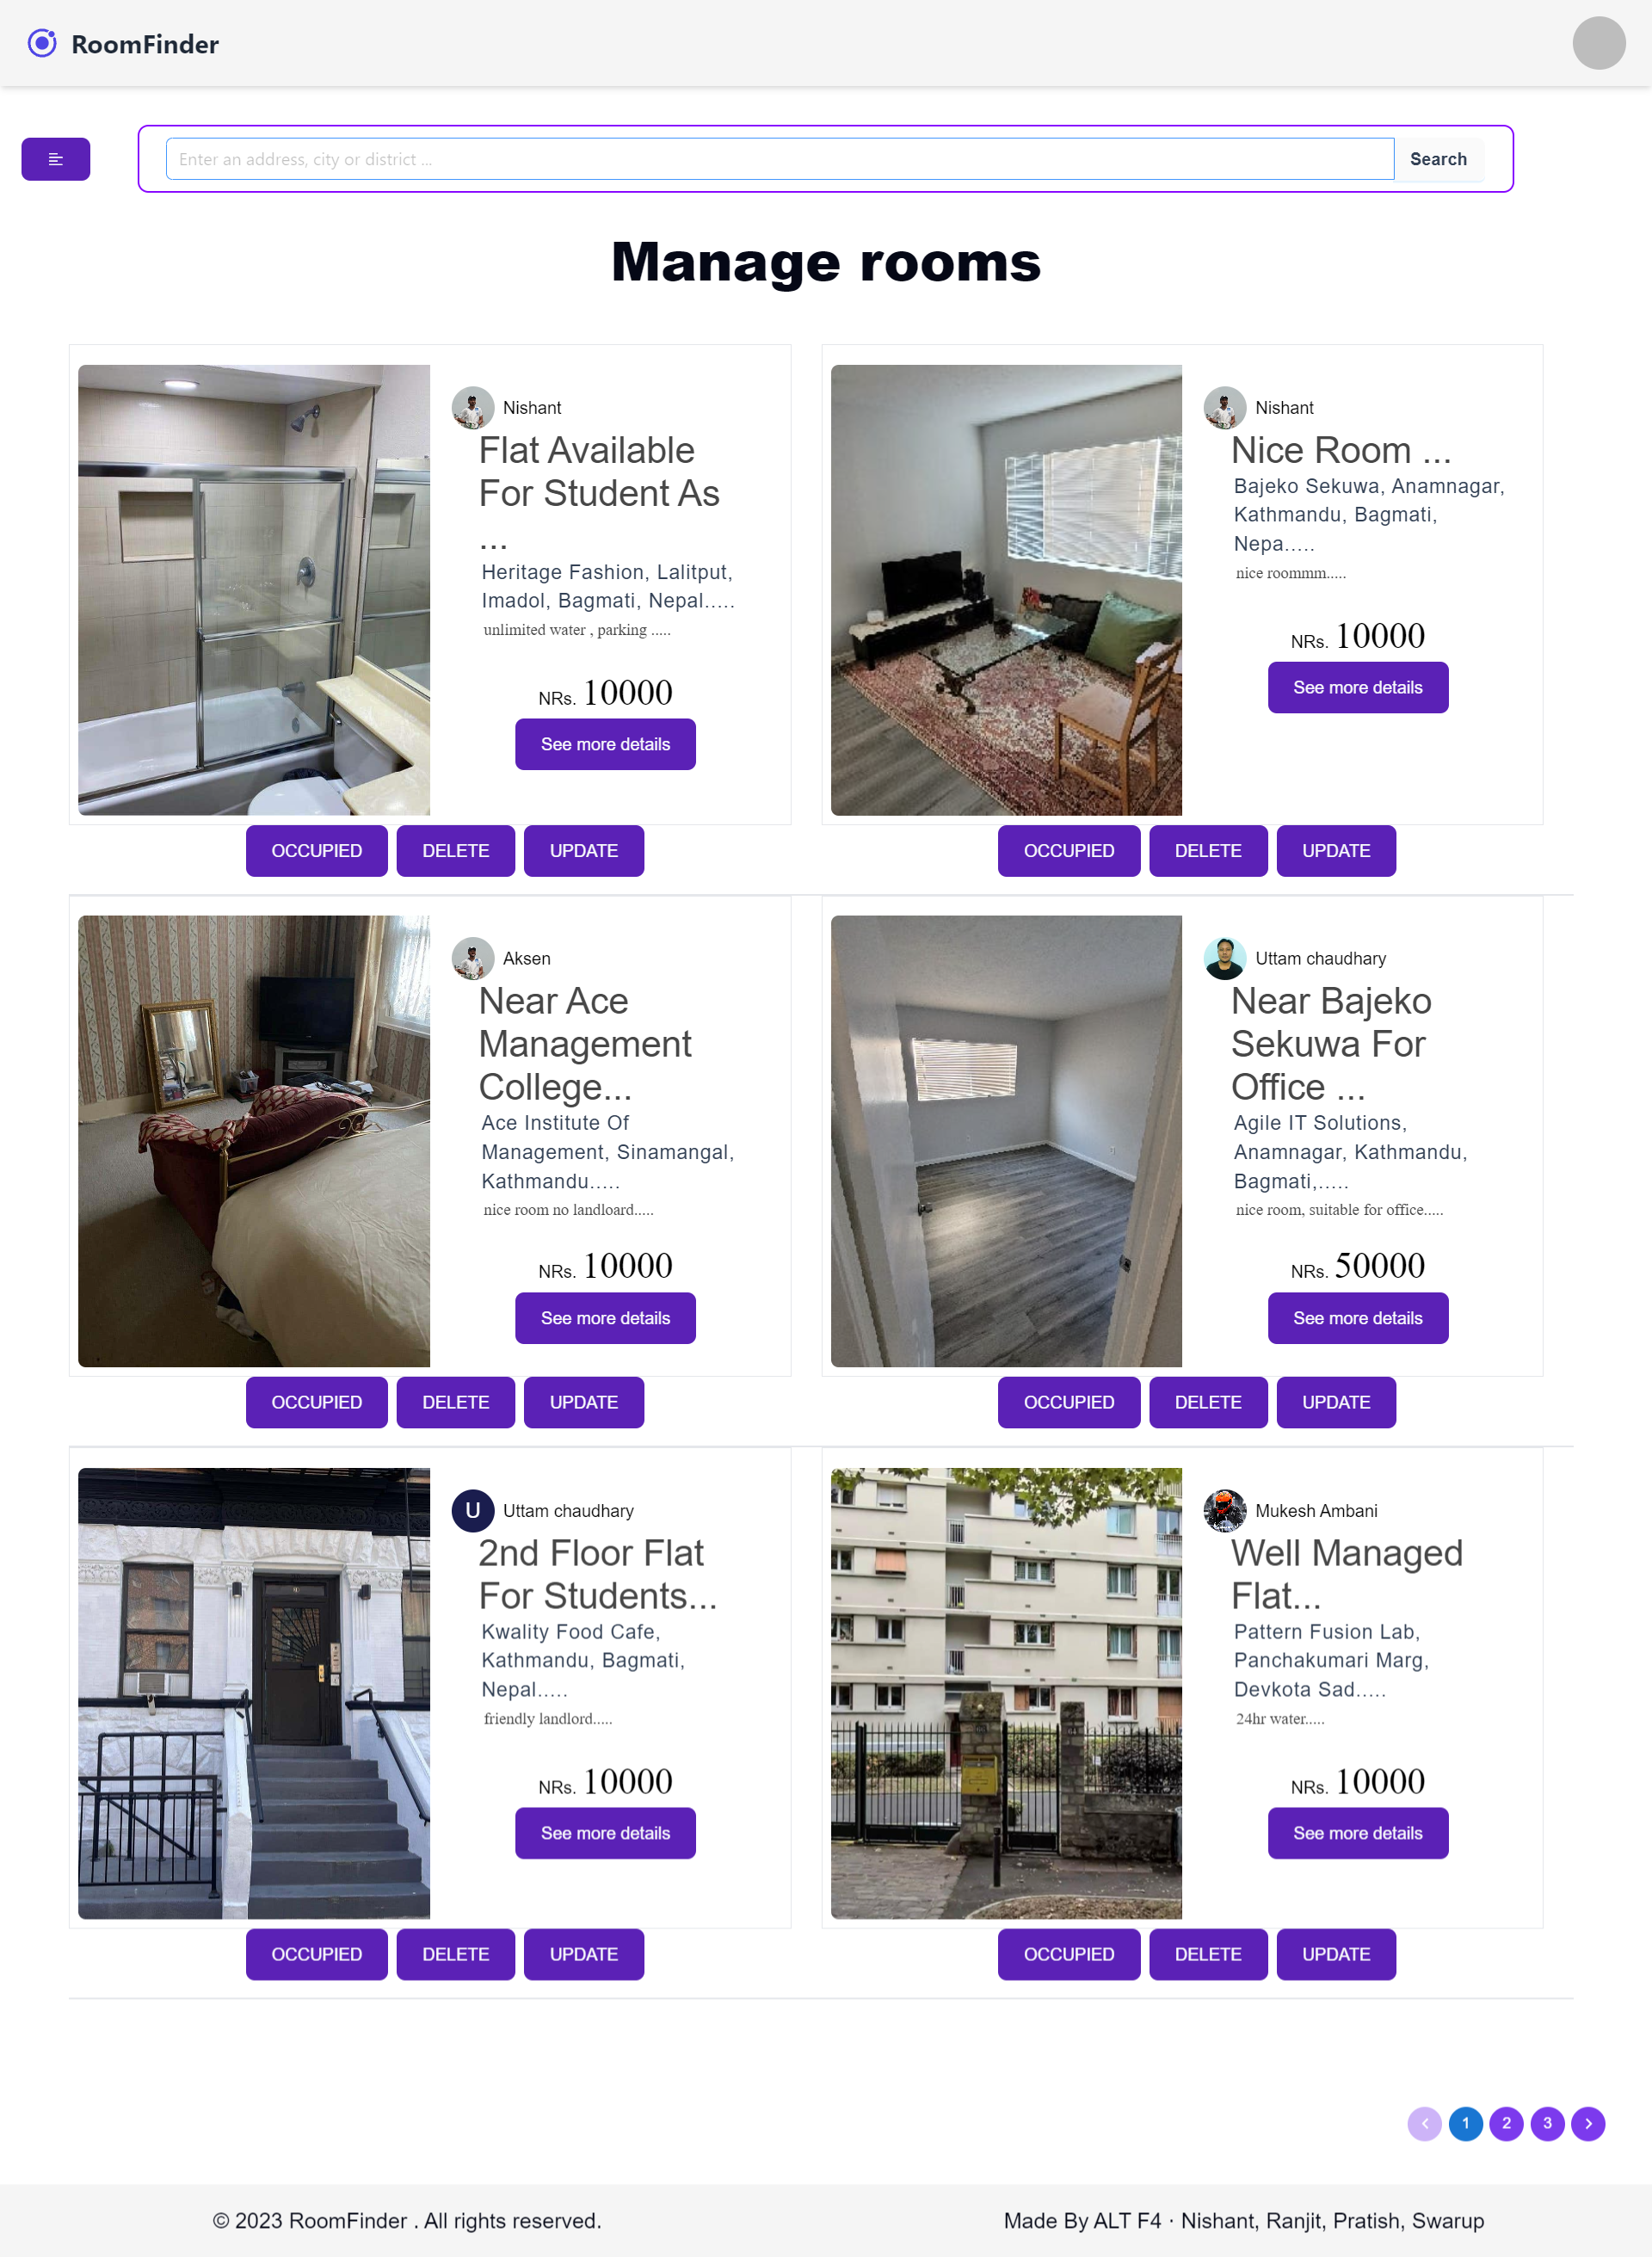 RoomFinder
Enter an address, city or district ...
Search
Manage rooms
Nishant
Flat Available
For Student As
...
Heritage Fashion, Lalitput,
Imadol, Bagmati, Nepal.....
unlimited water , parking .....
NRs. 10000
See more details
OCCUPIED
DELETE
UPDATE
Nishant
Nice Room ...
Bajeko Sekuwa, Anamnagar,
Kathmandu, Bagmati,
Nepa.....
nice roommm.....
NRs. 10000
See more details
OCCUPIED
DELETE
UPDATE
Aksen
Near Ace
Management
College...
Ace Institute Of
Management, Sinamangal,
Kathmandu.....
nice room no landloard.....
NRs. 10000
See more details
OCCUPIED
DELETE
UPDATE
Uttam chaudhary
Near Bajeko
Sekuwa For
Office ...
Agile IT Solutions,
Anamnagar, Kathmandu,
Bagmati,.....
nice room, suitable for office.....
NRs. 50000
See more details
OCCUPIED
DELETE
UPDATE
U
Uttam chaudhary
2nd Floor Flat
For Students...
Kwality Food Cafe,
Kathmandu, Bagmati,
Nepal.....
friendly landlord.....
NRs. 10000
See more details
OCCUPIED
DELETE
UPDATE
Mukesh Ambani
Well Managed
Flat...
Pattern Fusion Lab,
Panchakumari Marg,
Devkota Sad.....
24hr water.....
NRs. 10000
See more details
OCCUPIED
DELETE
UPDATE
1 2 3
© 2023 RoomFinder . All rights reserved.
Made By ALT F4 · Nishant, Ranjit, Pratish, Swarup